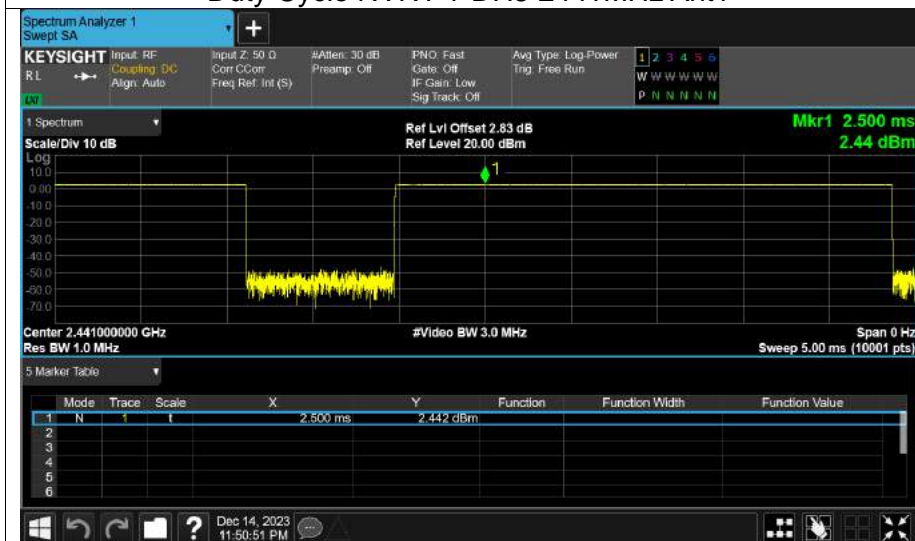 Spectrum Analyzer 1
Swept SA
+
KEYSIGHT Input: RF Input Z: 50 Ω #Atten: 30 dB PNO: Fast Avg Type: Log-Power 1 2 3 4 5 6
RL Coupling: DC Corr CCorr Preamp: Off Gate: Off Trig: Free Run W W W W W W
Align: Auto Freq Ref: Int (S) IF Gain: Low
LXI Sig Track: Off P N N N N N
1 Spectrum Ref Lvl Offset 2.83 dB Mkr1 2.500 ms
Scale/Div 10 dB Ref Level 20.00 dBm 2.44 dBm
Log
10.0
1
0.00
-10.0
-20.0
-30.0
-40.0
-50.0
-60.0
-70.0
Center 2.441000000 GHz #Video BW 3.0 MHz Span 0 Hz
Res BW 1.0 MHz Sweep 5.00 ms (10001 pts)
5 Marker Table
Mode Trace Scale X Y Function Function Width Function Value
1 N 1 t 2.500 ms 2.442 dBm
2
3
4
5
6
? Dec 14, 2023
11:50:51 PM